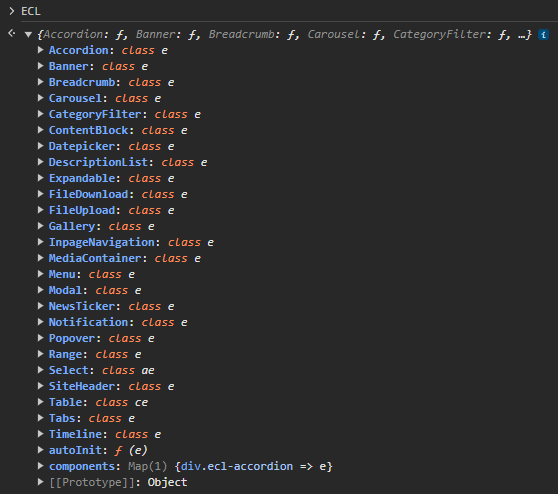 > ECL
{Accordion: ƒ, Banner: ƒ, Breadcrumb: ƒ, Carousel: ƒ, CategoryFilter: ƒ, …} i
Accordion: class e
Banner: class e
Breadcrumb: class e
Carousel: class e
CategoryFilter: class e
ContentBlock: class e
Datepicker: class e
DescriptionList: class e
Expandable: class e
FileDownload: class e
FileUpload: class e
Gallery: class e
InpageNavigation: class e
MediaContainer: class e
Menu: class e
Modal: class e
NewsTicker: class e
Notification: class e
Popover: class e
Range: class e
Select: class ae
SiteHeader: class e
Table: class ce
Tabs: class e
Timeline: class e
autoInit: ƒ (e)
components: Map(1) {div.ecl-accordion => e}
[[Prototype]]: Object